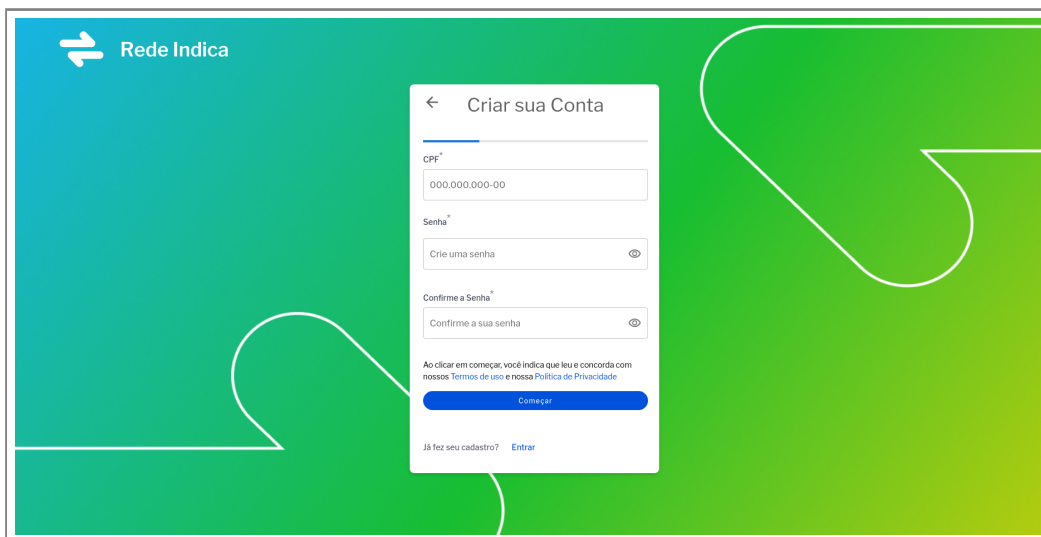 Rede Indica
Criar sua Conta
CPF*
000.000.000-00
Senha*
Crie uma senha
Confirme a Senha*
Confirme a sua senha
Ao clicar em começar, você indica que leu e concorda com
nossos Termos de uso e nossa Política de Privacidade
Começar
Já fez seu cadastro? Entrar